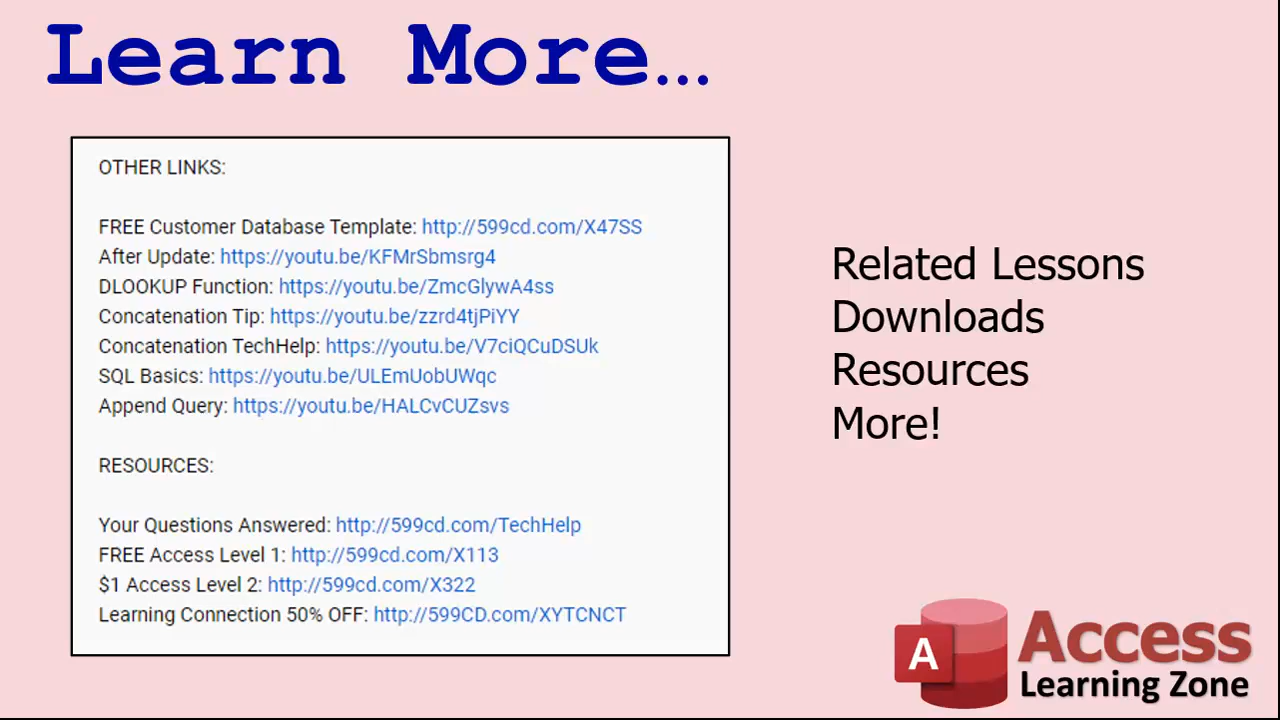 Learn More...
OTHER LINKS:
FREE Customer Database Template: http://599cd.com/X47SS
After Update: https://youtu.be/KFMrSbmsrg4
DLOOKUP Function: https://youtu.be/ZmcGlywA4ss
Concatenation Tip: https://youtu.be/zzrd4tjPiYY
Concatenation TechHelp: https://youtu.be/V7ciQCuDSUk
SQL Basics: https://youtu.be/ULEmUobUWqc
Append Query: https://youtu.be/HALCvCUZsvs
RESOURCES:
Your Questions Answered: http://599cd.com/TechHelp
FREE Access Level 1: http://599cd.com/X113
$1 Access Level 2: http://599cd.com/X322
Learning Connection 50% OFF: http://599CD.com/XYTCNCT
Related Lessons
Downloads
Resources
More!
A
Access
Learning Zone